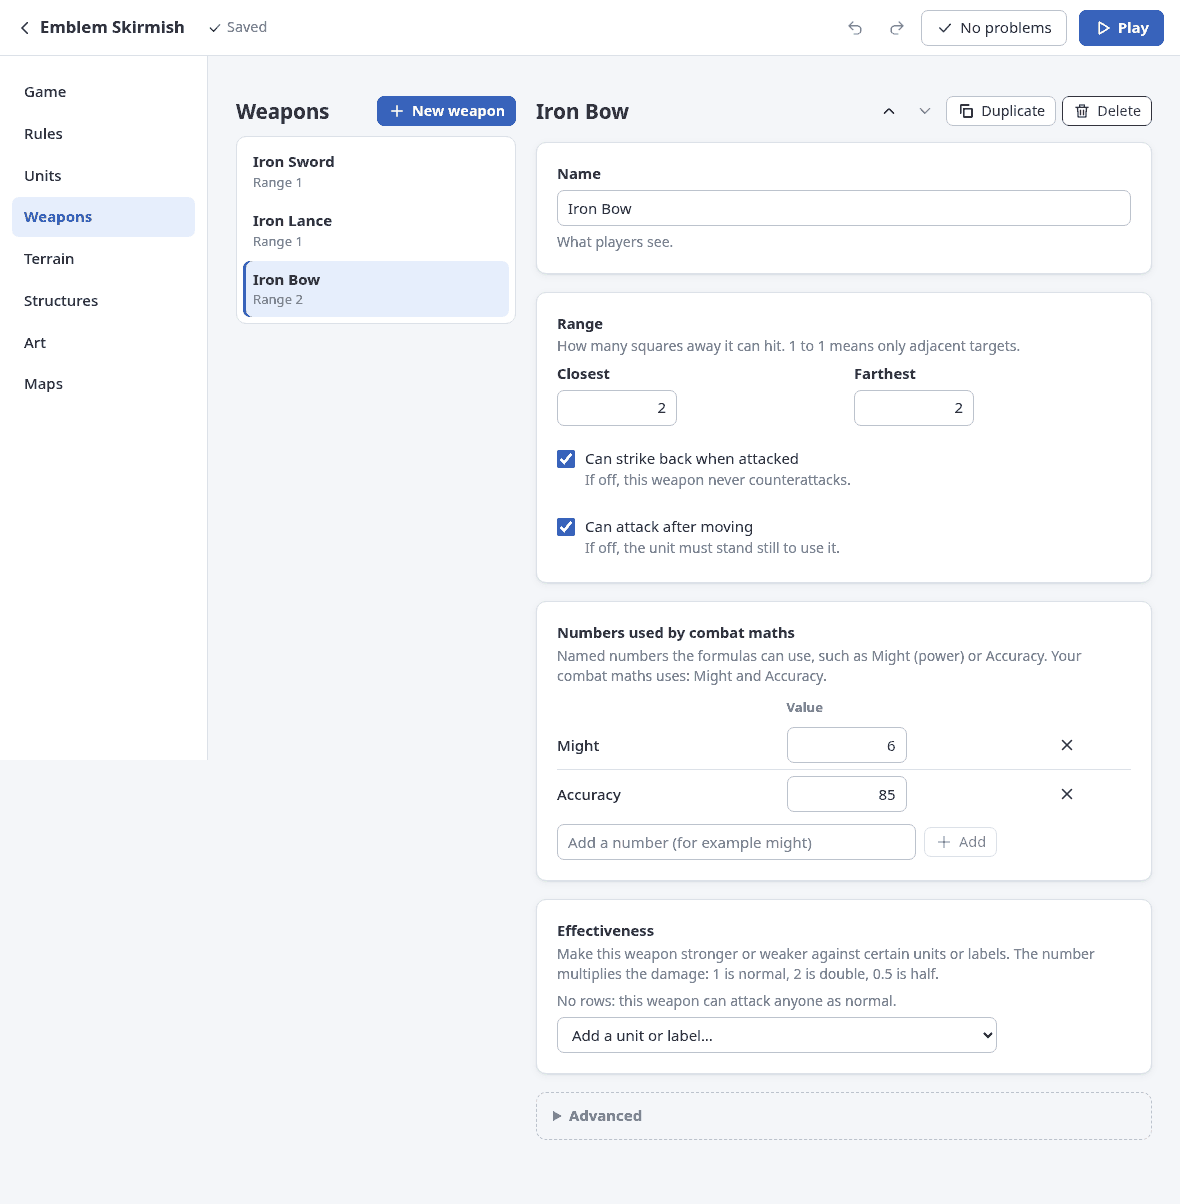 Emblem Skirmish
Saved
No problems
Play
Game
Rules
Units
Weapons
Terrain
Structures
Art
Maps
Weapons
New weapon
Iron Sword
Range 1
Iron Lance
Range 1
Iron Bow
Range 2
Iron Bow
Duplicate
Delete
Name
Iron Bow
What players see.
Range
How many squares away it can hit. 1 to 1 means only adjacent targets.
Closest
Farthest
2
2
Can strike back when attacked
If off, this weapon never counterattacks.
Can attack after moving
If off, the unit must stand still to use it.
Numbers used by combat maths
Named numbers the formulas can use, such as Might (power) or Accuracy. Your
combat maths uses: Might and Accuracy.
Value
Might
6
Accuracy
85
Add a number (for example might)
Add
Effectiveness
Make this weapon stronger or weaker against certain units or labels. The number
multiplies the damage: 1 is normal, 2 is double, 0.5 is half.
No rows: this weapon can attack anyone as normal.
Add a unit or label...
Advanced